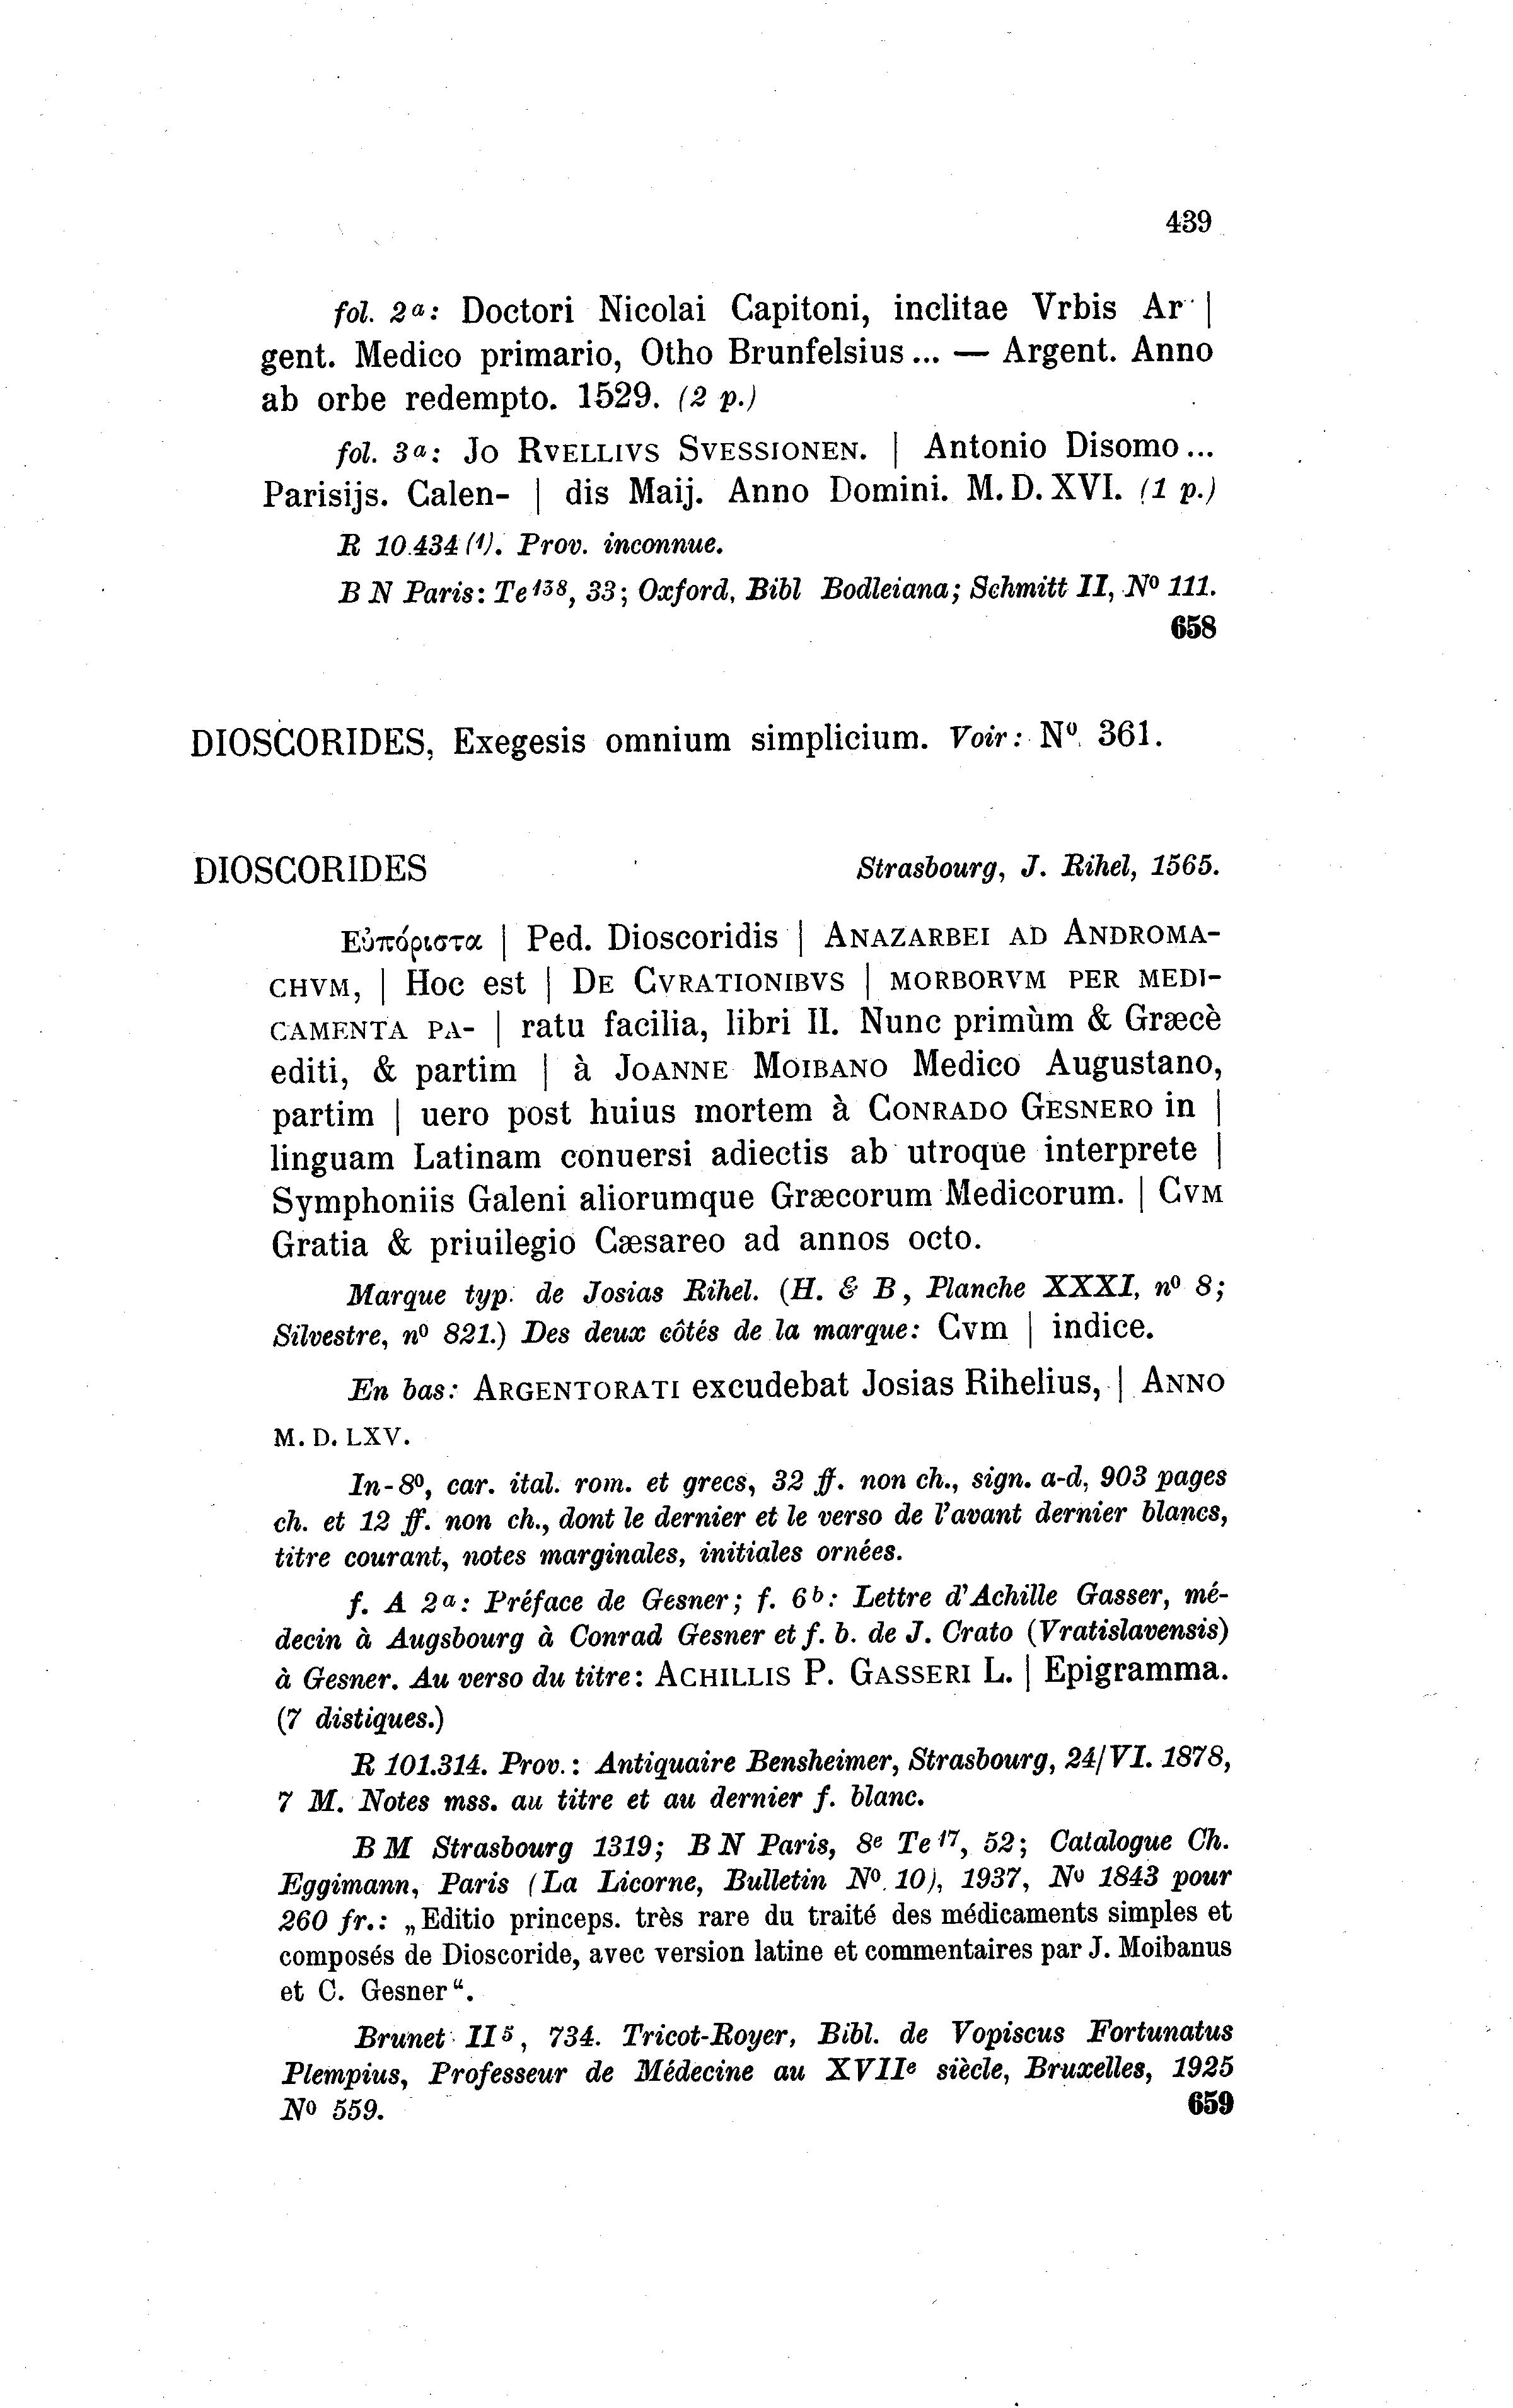 439
fol. 2a: Doctori Nicolai Capitoni, inclitae Vrbis Ar |
gent. Medico primario, Otho Brunfelsius ... — Argent. Anno
ab orbe redempto. 1529. (2 p.)
fol. 3a: Jo RVELLIVS SVESSIONEN. | Antonio Disomo ...
Parisijs. Calen- | dis Maij. Anno Domini. M. D. XVI. (1 p.)
R 10.434 (1). Prov. inconnue.
B N Paris: Te138, 33; Oxford, Bibl Bodleiana; Schmitt II, No 111.
658
DIOSCORIDES, Exegesis omnium simplicium. Voir: No. 361.
DIOSCORIDES Strasbourg, J. Rihel, 1565.
Εὐπόριστα | Ped. Dioscoridis | ANAZARBEI AD ANDROMA-
CHVM, | Hoc est | DE CVRATIONIBVS | MORBORVM PER MEDI-
CAMENTA PA- | ratu facilia, libri II. Nunc primùm & Græcè
editi, & partim | à JOANNE MOIBANO Medico Augustano,
partim | uero post huius mortem à CONRADO GESNERO in |
linguam Latinam conuersi adiectis ab utroque interprete |
Symphoniis Galeni aliorumque Græcorum Medicorum. | CVM
Gratia & priuilegio Cæsareo ad annos octo.
Marque typ. de Josias Rihel. (H. & B, Planche XXXI, no 8;
Silvestre, no 821.) Des deux côtés de la marque: Cvm | indice.
En bas: ARGENTORATI excudebat Josias Rihelius, | ANNO
M. D. LXV.
In-8o, car. ital. rom. et grecs, 32 ff. non ch., sign. a-d, 903 pages
ch. et 12 ff. non ch., dont le dernier et le verso de l'avant dernier blancs,
titre courant, notes marginales, initiales ornées.
f. A 2a: Préface de Gesner; f. 6b: Lettre d'Achille Gasser, mé-
decin à Augsbourg à Conrad Gesner et f. b. de J. Crato (Vratislavensis)
à Gesner. Au verso du titre: ACHILLIS P. GASSERI L. | Epigramma.
(7 distiques.)
R 101.314. Prov.: Antiquaire Bensheimer, Strasbourg, 24/VI. 1878,
7 M. Notes mss. au titre et au dernier f. blanc.
B M Strasbourg 1319; B N Paris, 8e Te17, 52; Catalogue Ch.
Eggimann, Paris (La Licorne, Bulletin No. 10), 1937, No 1843 pour
260 fr.: „Editio princeps. très rare du traité des médicaments simples et
composés de Dioscoride, avec version latine et commentaires par J. Moibanus
et C. Gesner“.
Brunet II5, 734. Tricot-Royer, Bibl. de Vopiscus Fortunatus
Plempius, Professeur de Médecine au XVIIe siècle, Bruxelles, 1925
No 559. 659